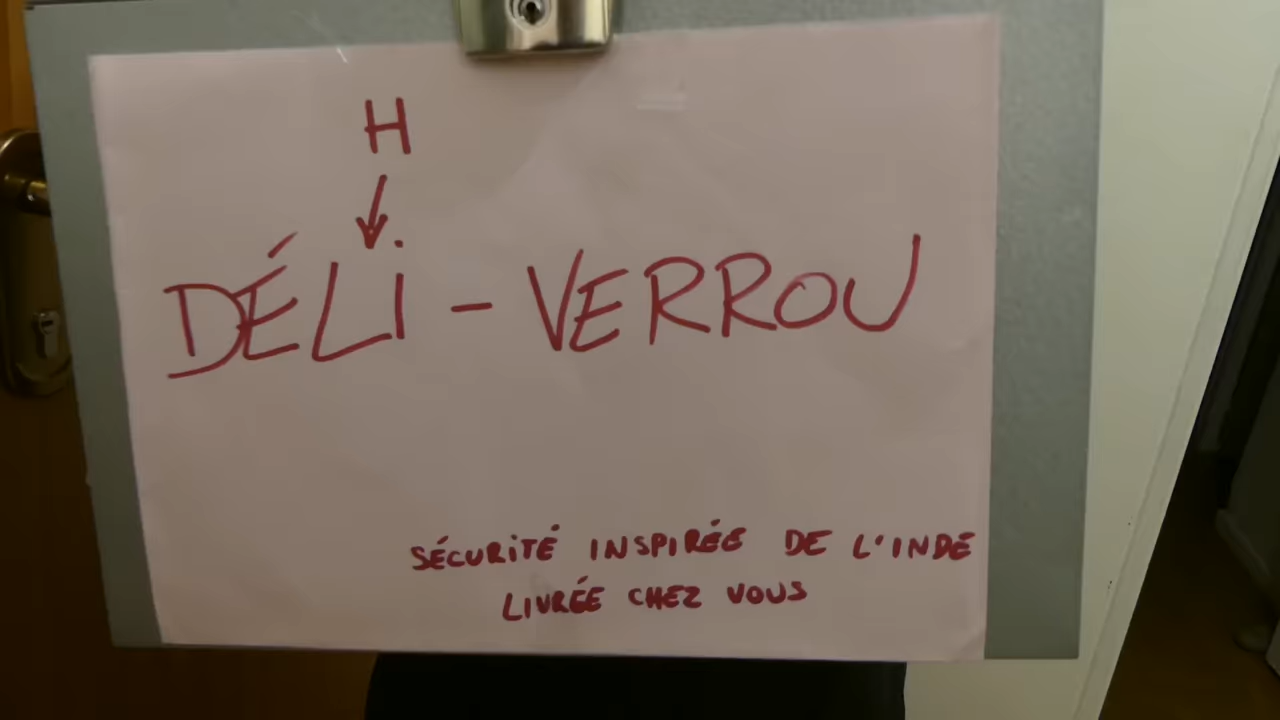 H
DÉLi - VERROU
SÉCURITÉ INSPIRÉE DE L'INDE
LIVRÉE CHEZ VOUS